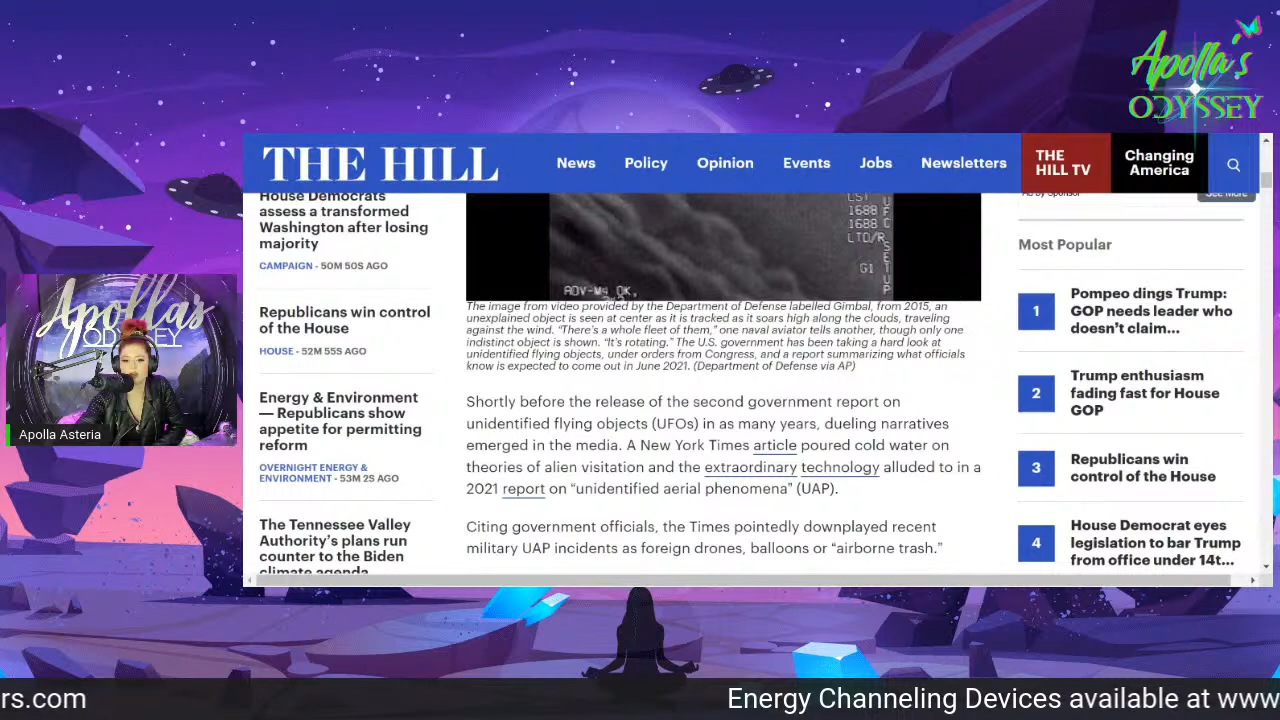 Apolla's
ODYSSEY
THE HILL
News
Policy
Opinion
Events
Jobs
Newsletters
THE
HILL TV
Changing
America
House Democrats
assess a transformed
Washington after losing
majority
CAMPAIGN - 50M 50S AGO
Republicans win control
of the House
HOUSE - 52M 55S AGO
Energy & Environment
— Republicans show
appetite for permitting
reform
OVERNIGHT ENERGY &
ENVIRONMENT - 53M 2S AGO
The Tennessee Valley
Authority's plans run
counter to the Biden
climate agenda
LST
1688
1688
LTD/R
G1
The image from video provided by the Department of Defense labelled Gimbal, from 2015, an
unexplained object is seen at center as it is tracked as it soars high along the clouds, traveling
against the wind. “There's a whole fleet of them,” one naval aviator tells another, though only one
indistinct object is shown. “It's rotating.” The U.S. government has been taking a hard look at
unidentified flying objects, under orders from Congress, and a report summarizing what officials
know is expected to come out in June 2021. (Department of Defense via AP)
Shortly before the release of the second government report on
unidentified flying objects (UFOs) in as many years, dueling narratives
emerged in the media. A New York Times article poured cold water on
theories of alien visitation and the extraordinary technology alluded to in a
2021 report on “unidentified aerial phenomena” (UAP).
Citing government officials, the Times pointedly downplayed recent
military UAP incidents as foreign drones, balloons or “airborne trash.”
Ad by Sponsor
See More
Most Popular
1
Pompeo dings Trump:
GOP needs leader who
doesn't claim...
2
Trump enthusiasm
fading fast for House
GOP
3
Republicans win
control of the House
4
House Democrat eyes
legislation to bar Trump
from office under 14t...
Apollas
ODYSSEY
Apolla Asteria
rs.com
Energy Channeling Devices available at www